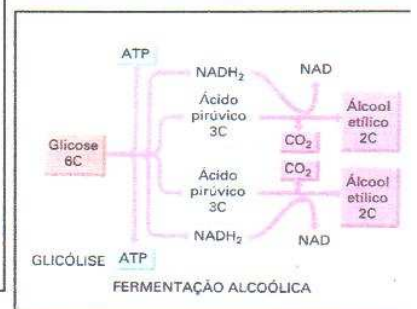 ATP
NADH₂
NAD
Ácido
pirúvico
3C
Álcool
etílico
2C
CO₂
Glicose
6C
CO₂
Ácido
pirúvico
3C
Álcool
etílico
2C
NADH₂
NAD
GLICÓLISE
ATP
FERMENTAÇÃO ALCOÓLICA